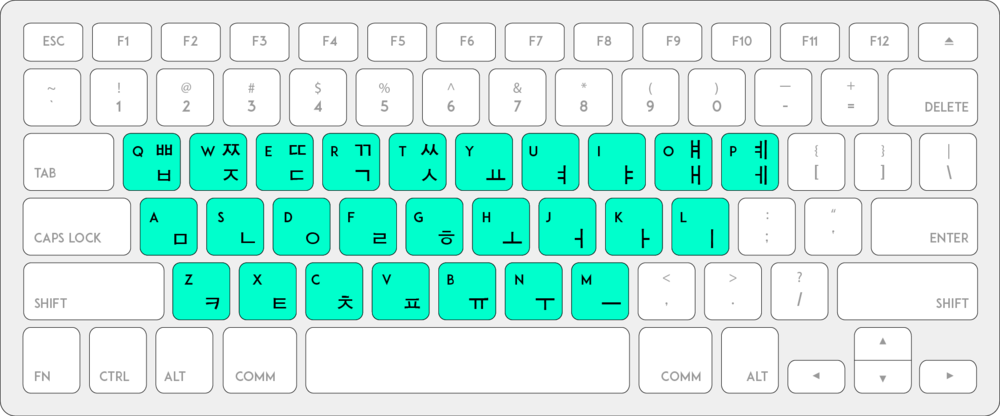 ESC F1 F2 F3 F4 F5 F6 F7 F8 F9 F10 F11 F12 ⏏
~ ! @ # $ % ^ & * ( ) — +
` 1 2 3 4 5 6 7 8 9 0 - =
DELETE
Q ㅃ W ㅉ E ㄸ R ㄲ T ㅆ Y U I O ㅒ P ㅖ { } |
TAB ㅂ ㅈ ㄷ ㄱ ㅅ ㅛ ㅕ ㅑ ㅐ ㅔ [ ] \
A S D F G H J K L : “
CAPS LOCK ㅁ ㄴ ㅇ ㄹ ㅎ ㅗ ㅓ ㅏ ㅣ ; ’ ENTER
Z X C V B N M < > ?
SHIFT ㅋ ㅌ ㅊ ㅍ ㅠ ㅜ ㅡ , . / SHIFT
▲
FN CTRL ALT COMM COMM ALT ◀ ▼ ▶